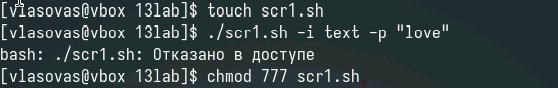 [vlasovas@vbox 13lab]$ touch scr1.sh
[vlasovas@vbox 13lab]$ ./scr1.sh -i text -p "love"
bash: ./scr1.sh: Отказано в доступе
[vlasovas@vbox 13lab]$ chmod 777 scr1.sh